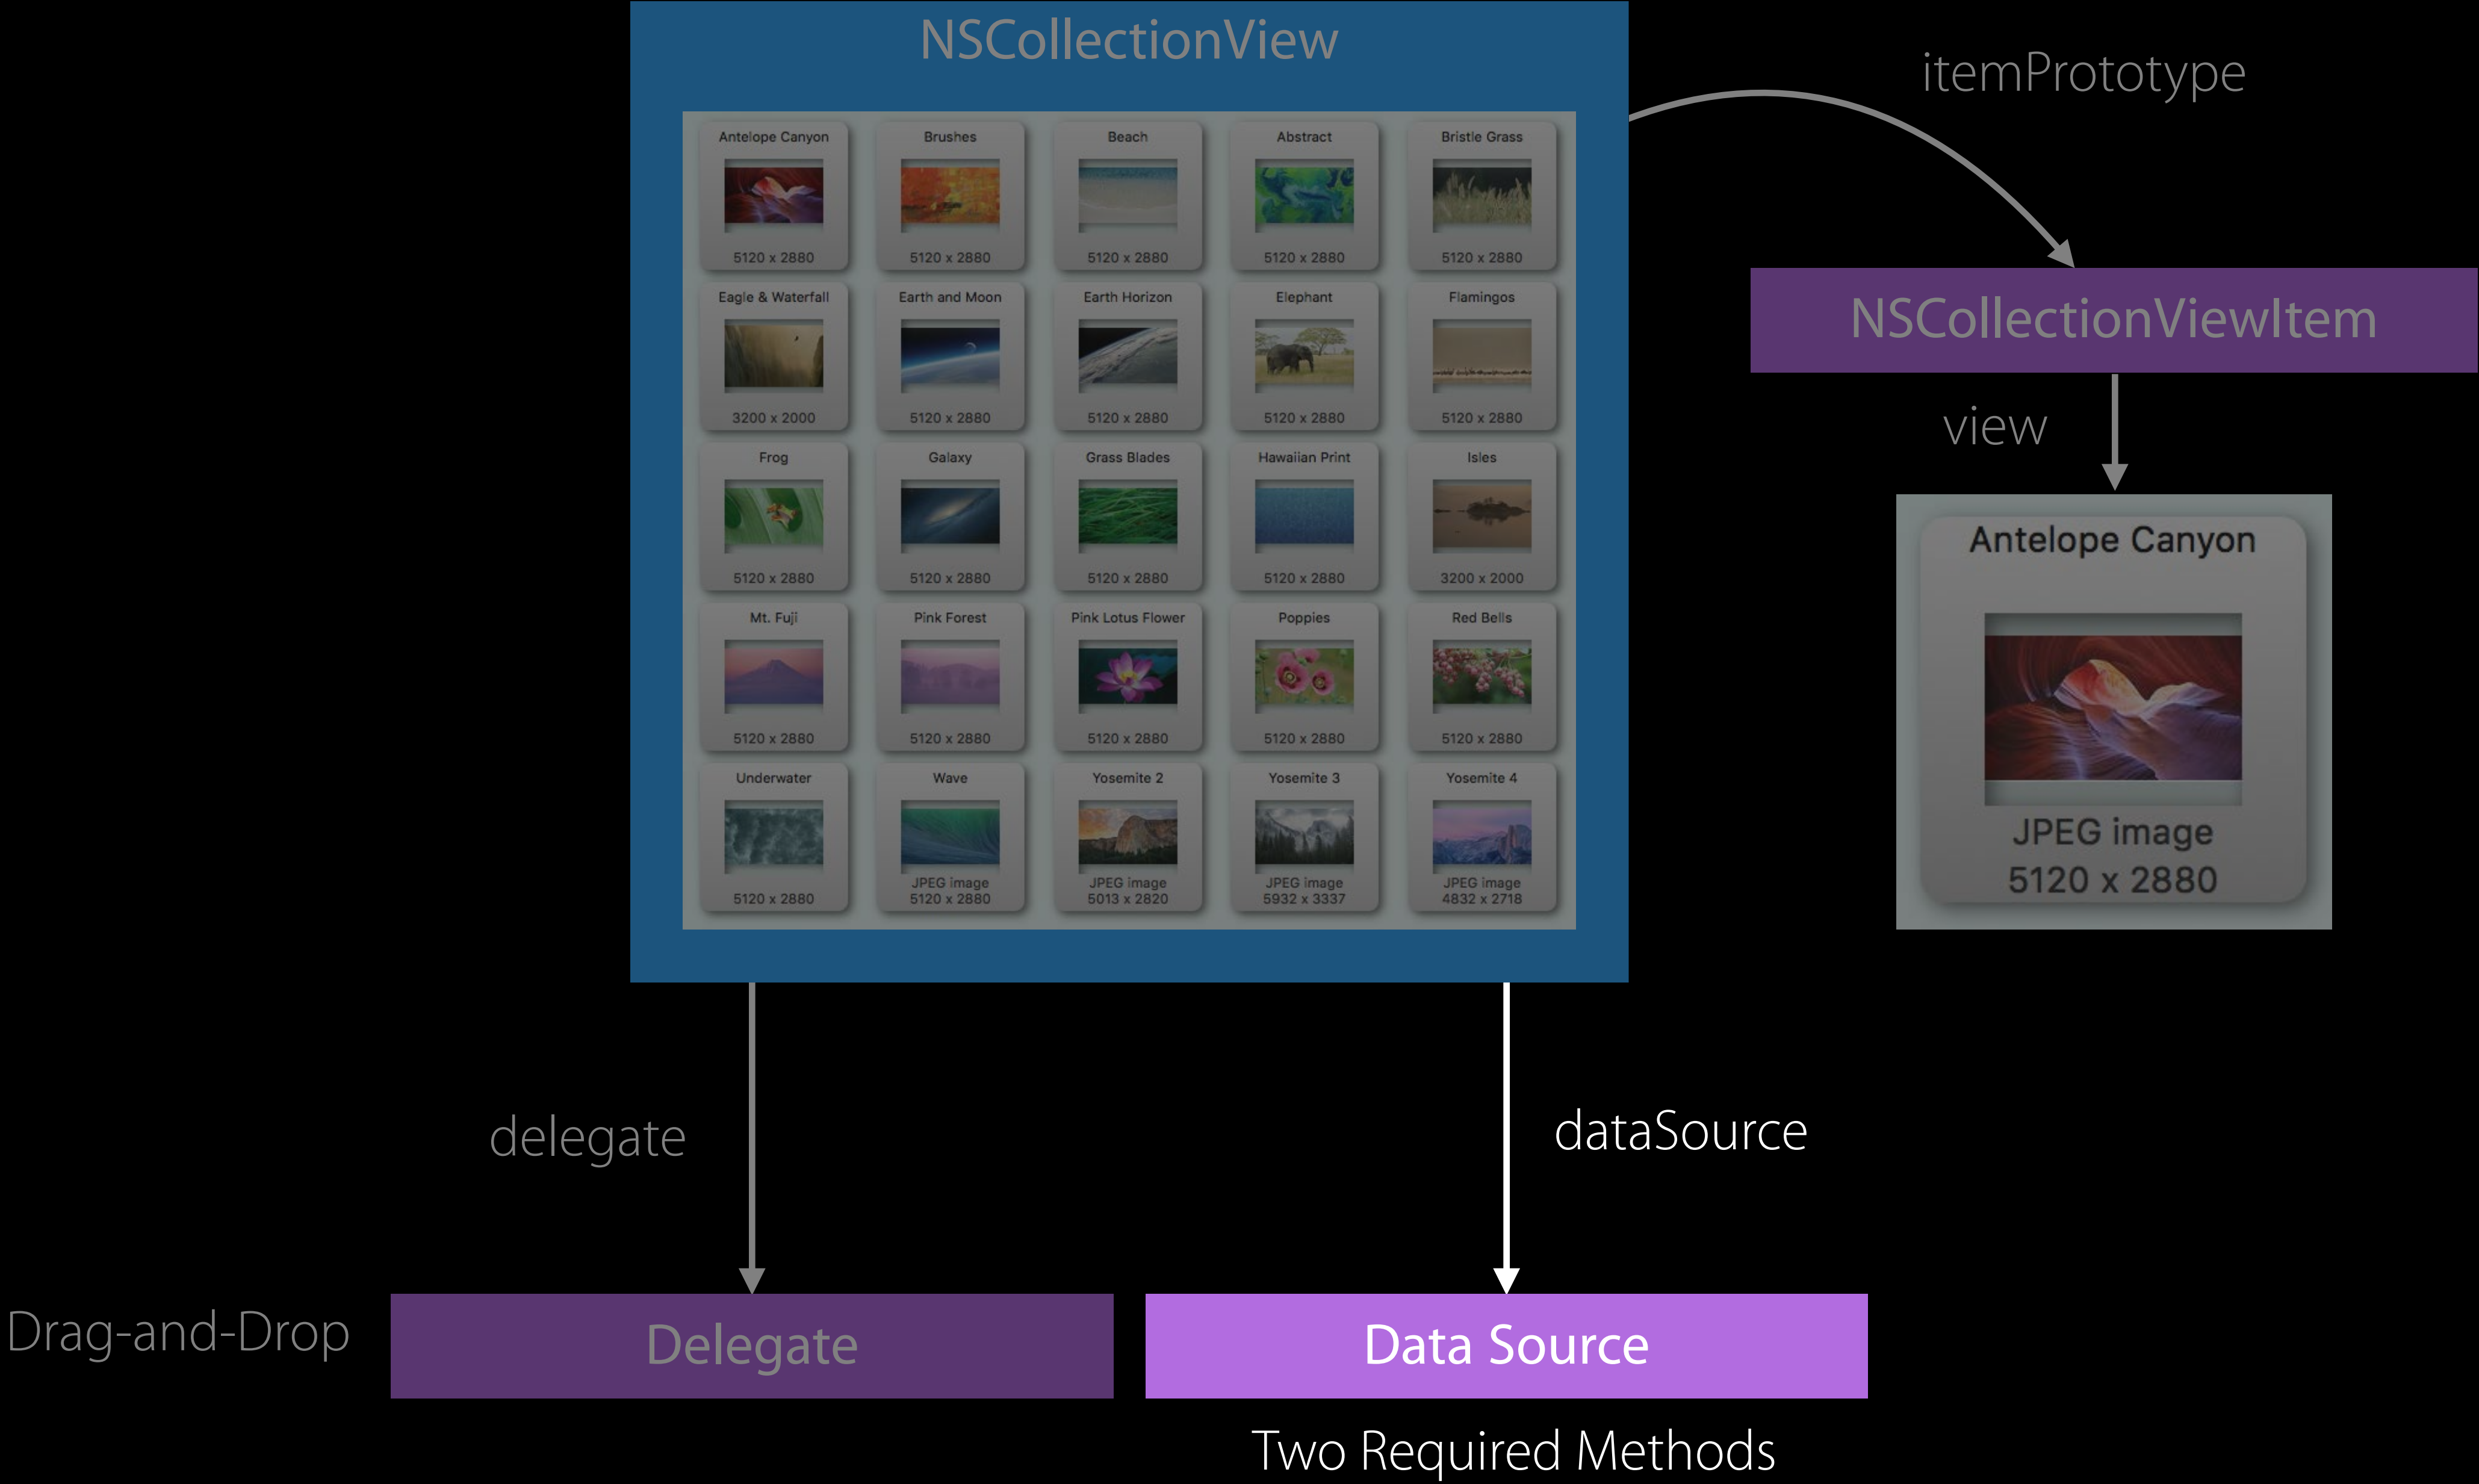 NSCollectionView
itemPrototype
Antelope Canyon
Brushes
Beach
Abstract
Bristle Grass
5120 x 2880
5120 x 2880
5120 x 2880
5120 x 2880
5120 x 2880
Eagle & Waterfall
Earth and Moon
Earth Horizon
Elephant
Flamingos
3200 x 2000
5120 x 2880
5120 x 2880
5120 x 2880
5120 x 2880
Frog
Galaxy
Grass Blades
Hawaiian Print
Isles
5120 x 2880
5120 x 2880
5120 x 2880
5120 x 2880
3200 x 2000
Mt. Fuji
Pink Forest
Pink Lotus Flower
Poppies
Red Bells
5120 x 2880
5120 x 2880
5120 x 2880
5120 x 2880
5120 x 2880
Underwater
Wave
Yosemite 2
Yosemite 3
Yosemite 4
JPEG image
JPEG image
JPEG image
JPEG image
5120 x 2880
5120 x 2880
5013 x 2820
5932 x 3337
4832 x 2718
NSCollectionViewItem
view
Antelope Canyon
JPEG image
5120 x 2880
delegate
dataSource
Drag-and-Drop
Delegate
Data Source
Two Required Methods